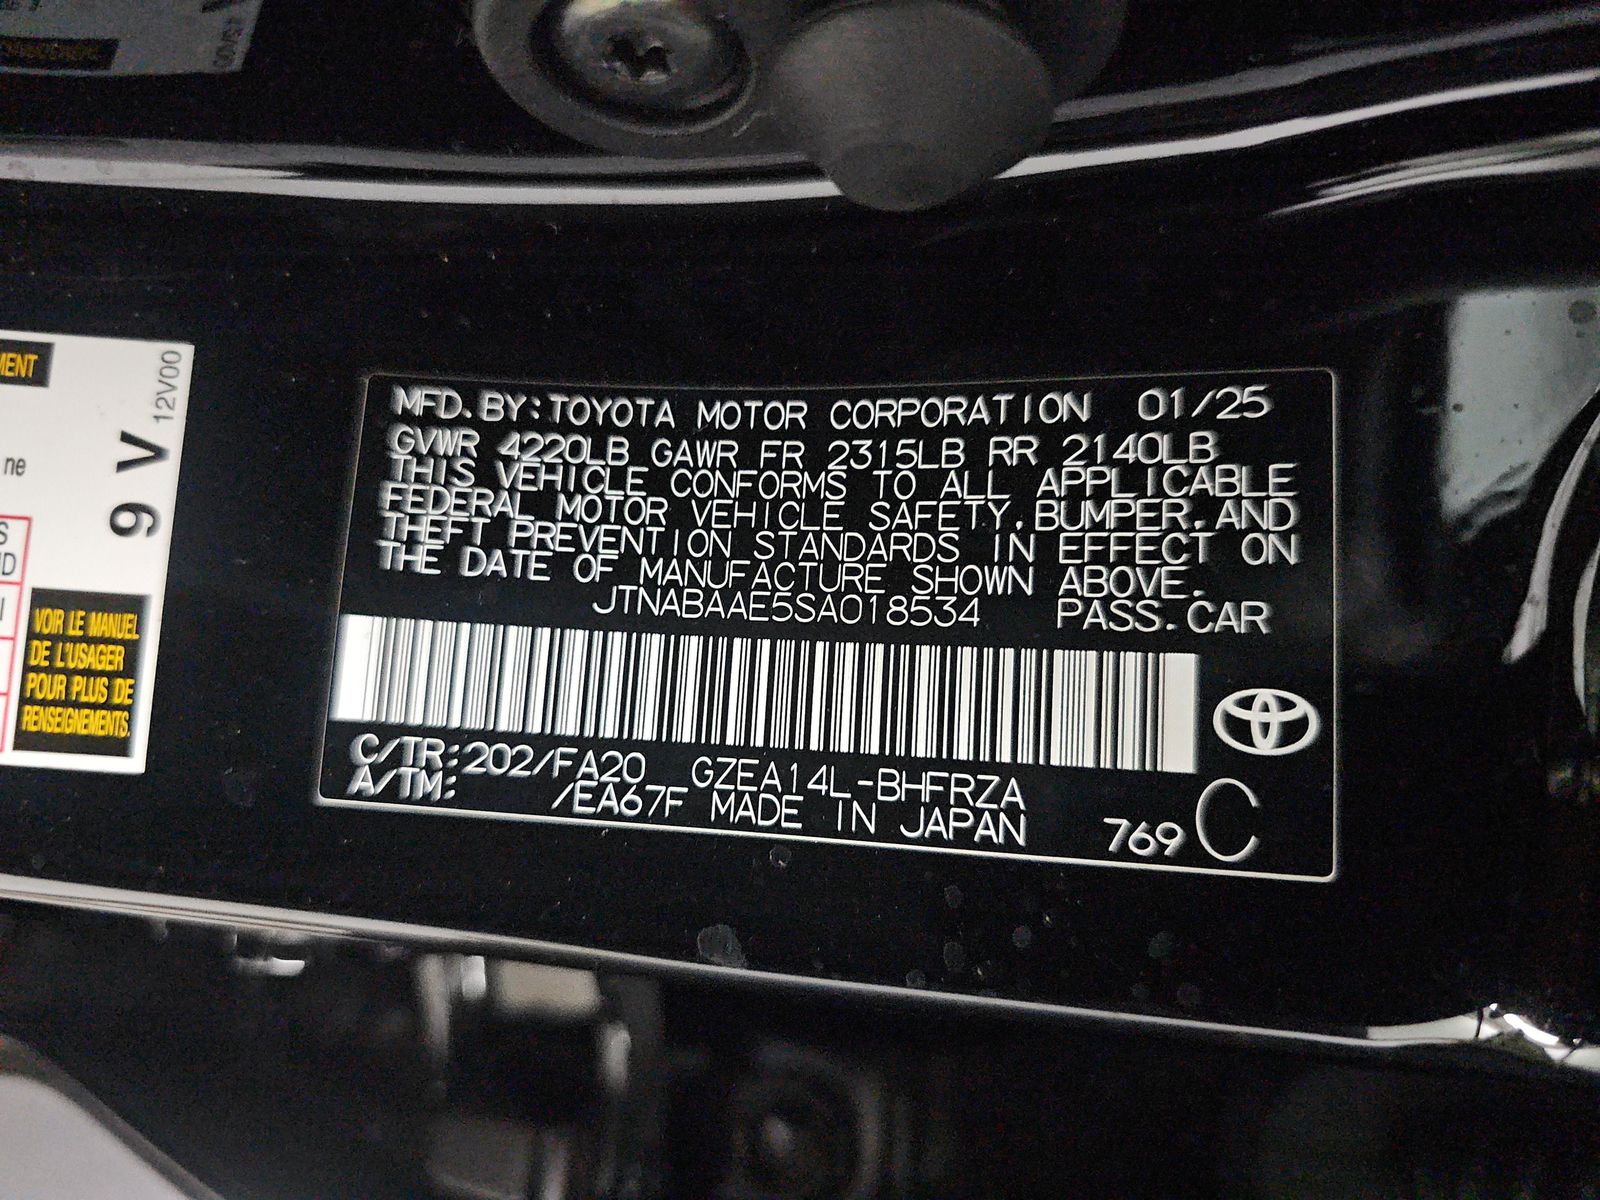 MENT
12V00
ne
9 V
S
VD
I
VOIR LE MANUEL
DE L'USAGER
POUR PLUS DE
RENSEIGNEMENTS.
MFD.BY:TOYOTA MOTOR CORPORATION 01/25
GVWR 4220LB GAWR FR 2315LB RR 2140LB
THIS VEHICLE CONFORMS TO ALL APPLICABLE
FEDERAL MOTOR VEHICLE SAFETY,BUMPER,AND
THEFT PREVENTION STANDARDS IN EFFECT ON
THE DATE OF MANUFACTURE SHOWN ABOVE.
JTNABAAE5SA018534 PASS.CAR
C/TR:202/FA20 GZEA14L-BHFRZA
A/TM: /EA67F MADE IN JAPAN
769 C